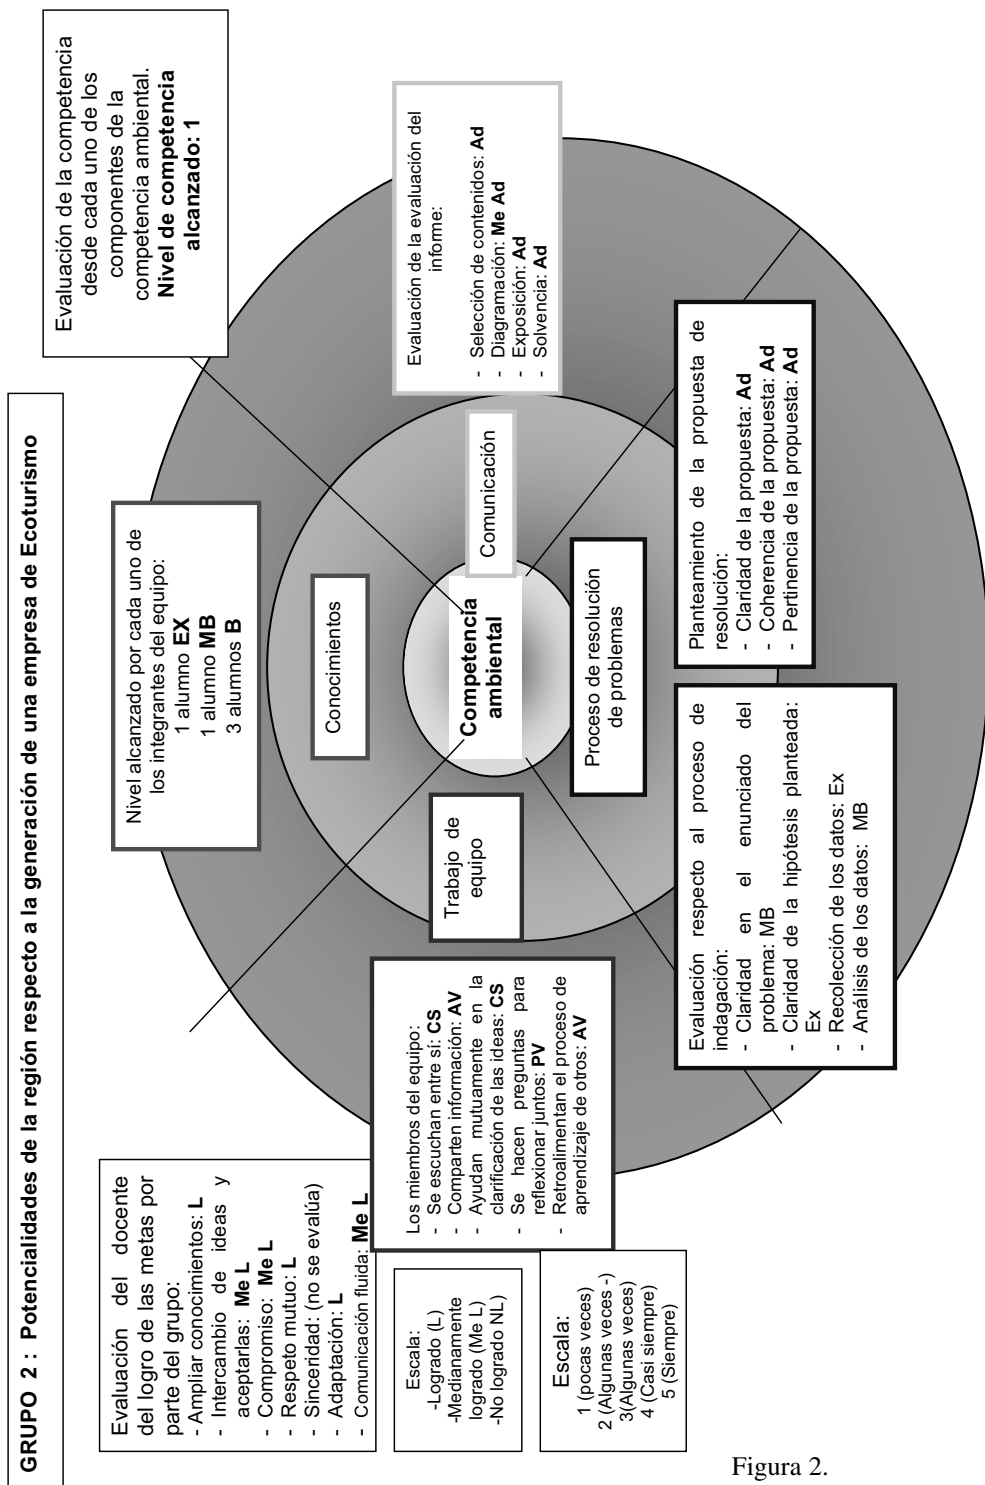 GRUPO 2 : Potencialidades de la región respecto a la generación de una empresa de Ecoturismo
Evaluación del docente
del logro de las metas por
parte del grupo:
- Ampliar conocimientos: L
- Intercambio de ideas y
aceptarlas: Me L
- Compromiso: Me L
- Respeto mutuo: L
- Sinceridad: (no se evalúa)
- Adaptación: L
- Comunicación fluida: Me L
Nivel alcanzado por cada uno de
los integrantes del equipo:
1 alumno EX
1 alumno MB
3 alumnos B
Evaluación de la competencia
desde cada uno de los
componentes de la
competencia ambiental.
Nivel de competencia
alcanzado: 1
Conocimientos
Escala:
-Logrado (L)
-Medianamente
logrado (Me L)
-No logrado NL)
Los miembros del equipo:
- Se escuchan entre sí: CS
- Comparten información: AV
- Ayudan mutuamente en la
clarificación de las ideas: CS
- Se hacen preguntas para
reflexionar juntos: PV
- Retroalimentan el proceso de
aprendizaje de otros: AV
Trabajo de
equipo
Competencia
ambiental
Comunicación
Evaluación de la evaluación del
informe:
- Selección de contenidos: Ad
- Diagramación: Me Ad
- Exposición: Ad
- Solvencia: Ad
Escala:
1 (pocas veces)
2 (Algunas veces -)
3(Algunas veces)
4 (Casi siempre)
5 (Siempre)
Proceso de resolución
de problemas
Evaluación respecto al proceso de
indagación:
- Claridad en el enunciado del
problema: MB
- Claridad de la hipótesis planteada:
Ex
- Recolección de los datos: Ex
- Análisis de los datos: MB
Planteamiento de la propuesta de
resolución:
- Claridad de la propuesta: Ad
- Coherencia de la propuesta: Ad
- Pertinencia de la propuesta: Ad
Figura 2.